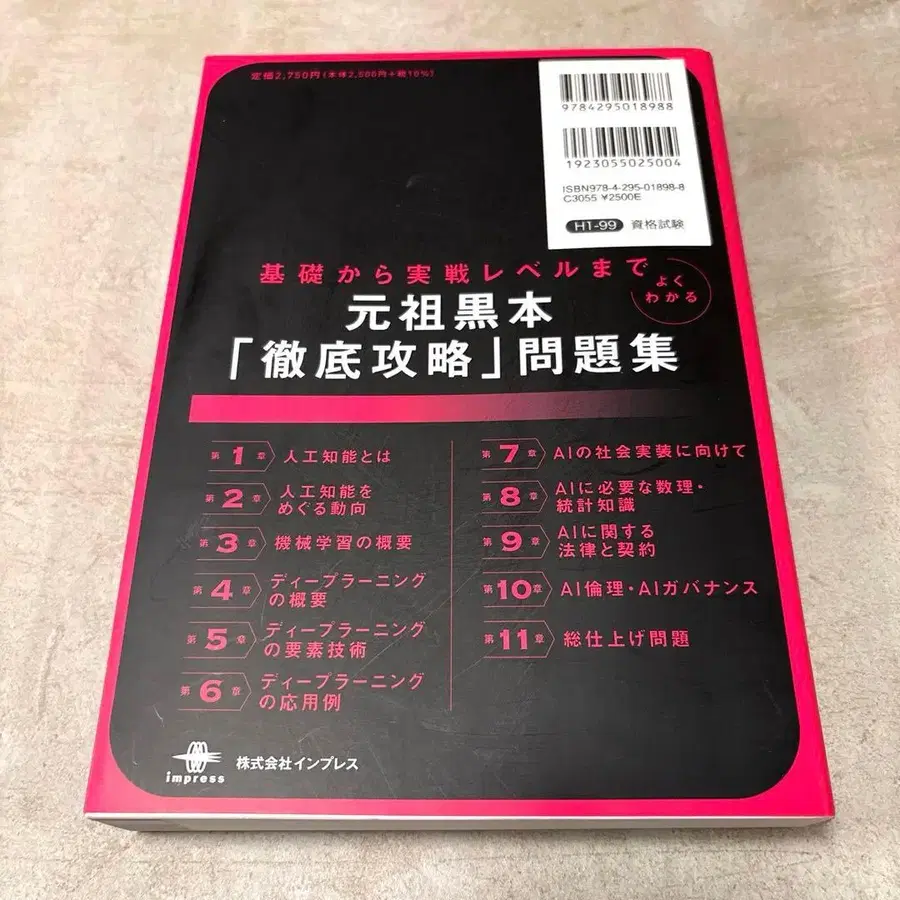 定価2,750円(本体2,500円+税10%)
9784295018988
1923055025004
ISBN978-4-295-01898-8
C3055 ¥2500E
H1-99 資格試験
基礎から実戦レベルまで
よく
わかる
元祖黒本
「徹底攻略」問題集
第1章 人工知能とは
第2章 人工知能を
めぐる動向
第3章 機械学習の概要
第4章 ディープラーニング
の概要
第5章 ディープラーニング
の要素技術
第6章 ディープラーニング
の応用例
第7章 AIの社会実装に向けて
第8章 AIに必要な数理・
統計知識
第9章 AIに関する
法律と契約
第10章 AI倫理・AIガバナンス
第11章 総仕上げ問題
impress 株式会社インプレス